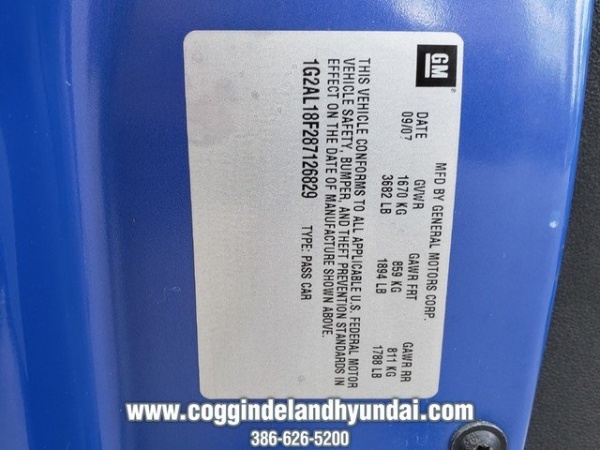 GM
®
MFD BY GENERAL MOTORS CORP.
DATE GVWR GAWR FRT GAWR RR
09/07 1670 KG 859 KG 811 KG
3682 LB 1894 LB 1788 LB
THIS VEHICLE CONFORMS TO ALL APPLICABLE U.S. FEDERAL MOTOR
VEHICLE SAFETY, BUMPER, AND THEFT PREVENTION STANDARDS IN
EFFECT ON THE DATE OF MANUFACTURE SHOWN ABOVE.
1G2AL18F287126829 TYPE: PASS CAR
www.coggindelandhyundai.com
386-626-5200